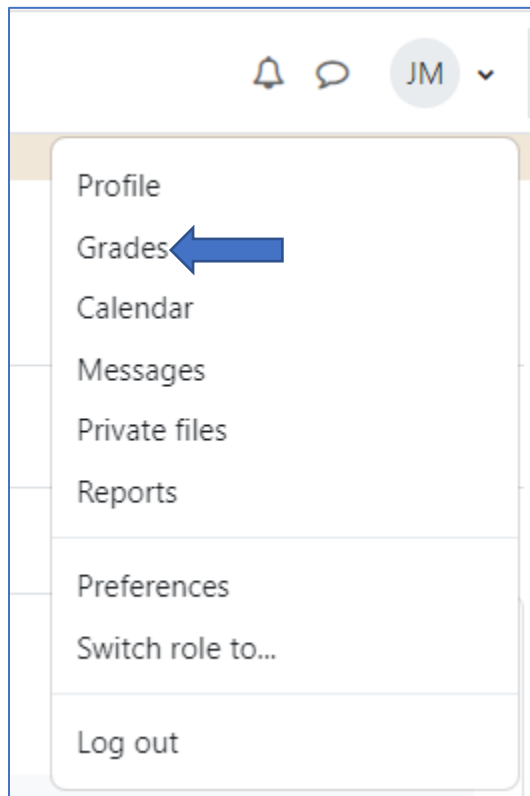 JM
Profile
Grades
Calendar
Messages
Private files
Reports
Preferences
Switch role to...
Log out